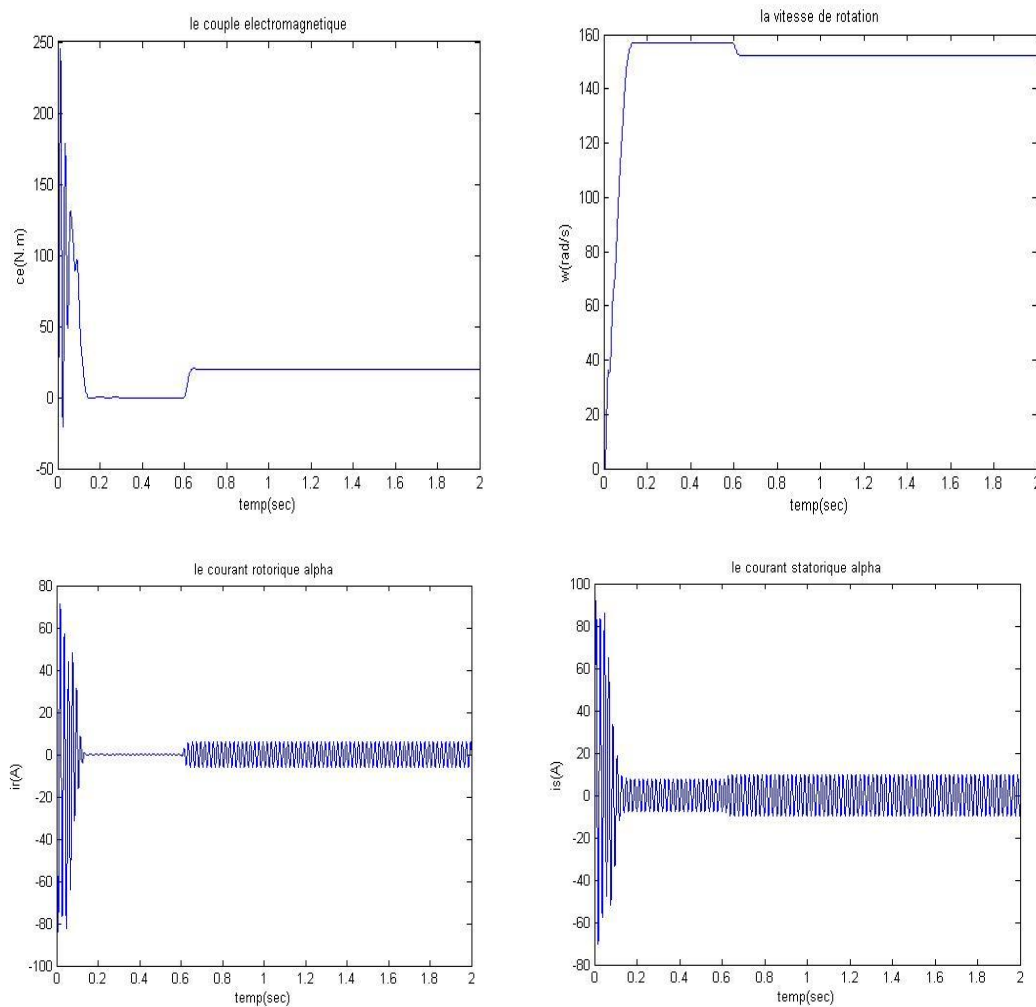 le couple electromagnetique
250
200
150
100
50
0
-50
ce(N.m)
0 0.2 0.4 0.6 0.8 1 1.2 1.4 1.6 1.8 2
temp(sec)
la vitesse de rotation
160
140
120
100
80
60
40
20
0
w(rad/s)
0 0.2 0.4 0.6 0.8 1 1.2 1.4 1.6 1.8 2
temp(sec)
le courant rotorique alpha
80
60
40
20
0
-20
-40
-60
-80
-100
ir(A)
0 0.2 0.4 0.6 0.8 1 1.2 1.4 1.6 1.8 2
temp(sec)
le courant statorique alpha
100
80
60
40
20
0
-20
-40
-60
-80
is(A)
0 0.2 0.4 0.6 0.8 1 1.2 1.4 1.6 1.8 2
temp(sec)